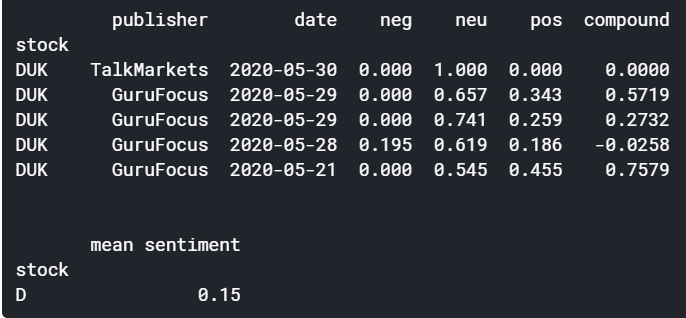 publisher date neg neu pos compound
stock
DUK TalkMarkets 2020-05-30 0.000 1.000 0.000 0.0000
DUK GuruFocus 2020-05-29 0.000 0.657 0.343 0.5719
DUK GuruFocus 2020-05-29 0.000 0.741 0.259 0.2732
DUK GuruFocus 2020-05-28 0.195 0.619 0.186 -0.0258
DUK GuruFocus 2020-05-21 0.000 0.545 0.455 0.7579
mean sentiment
stock
D 0.15